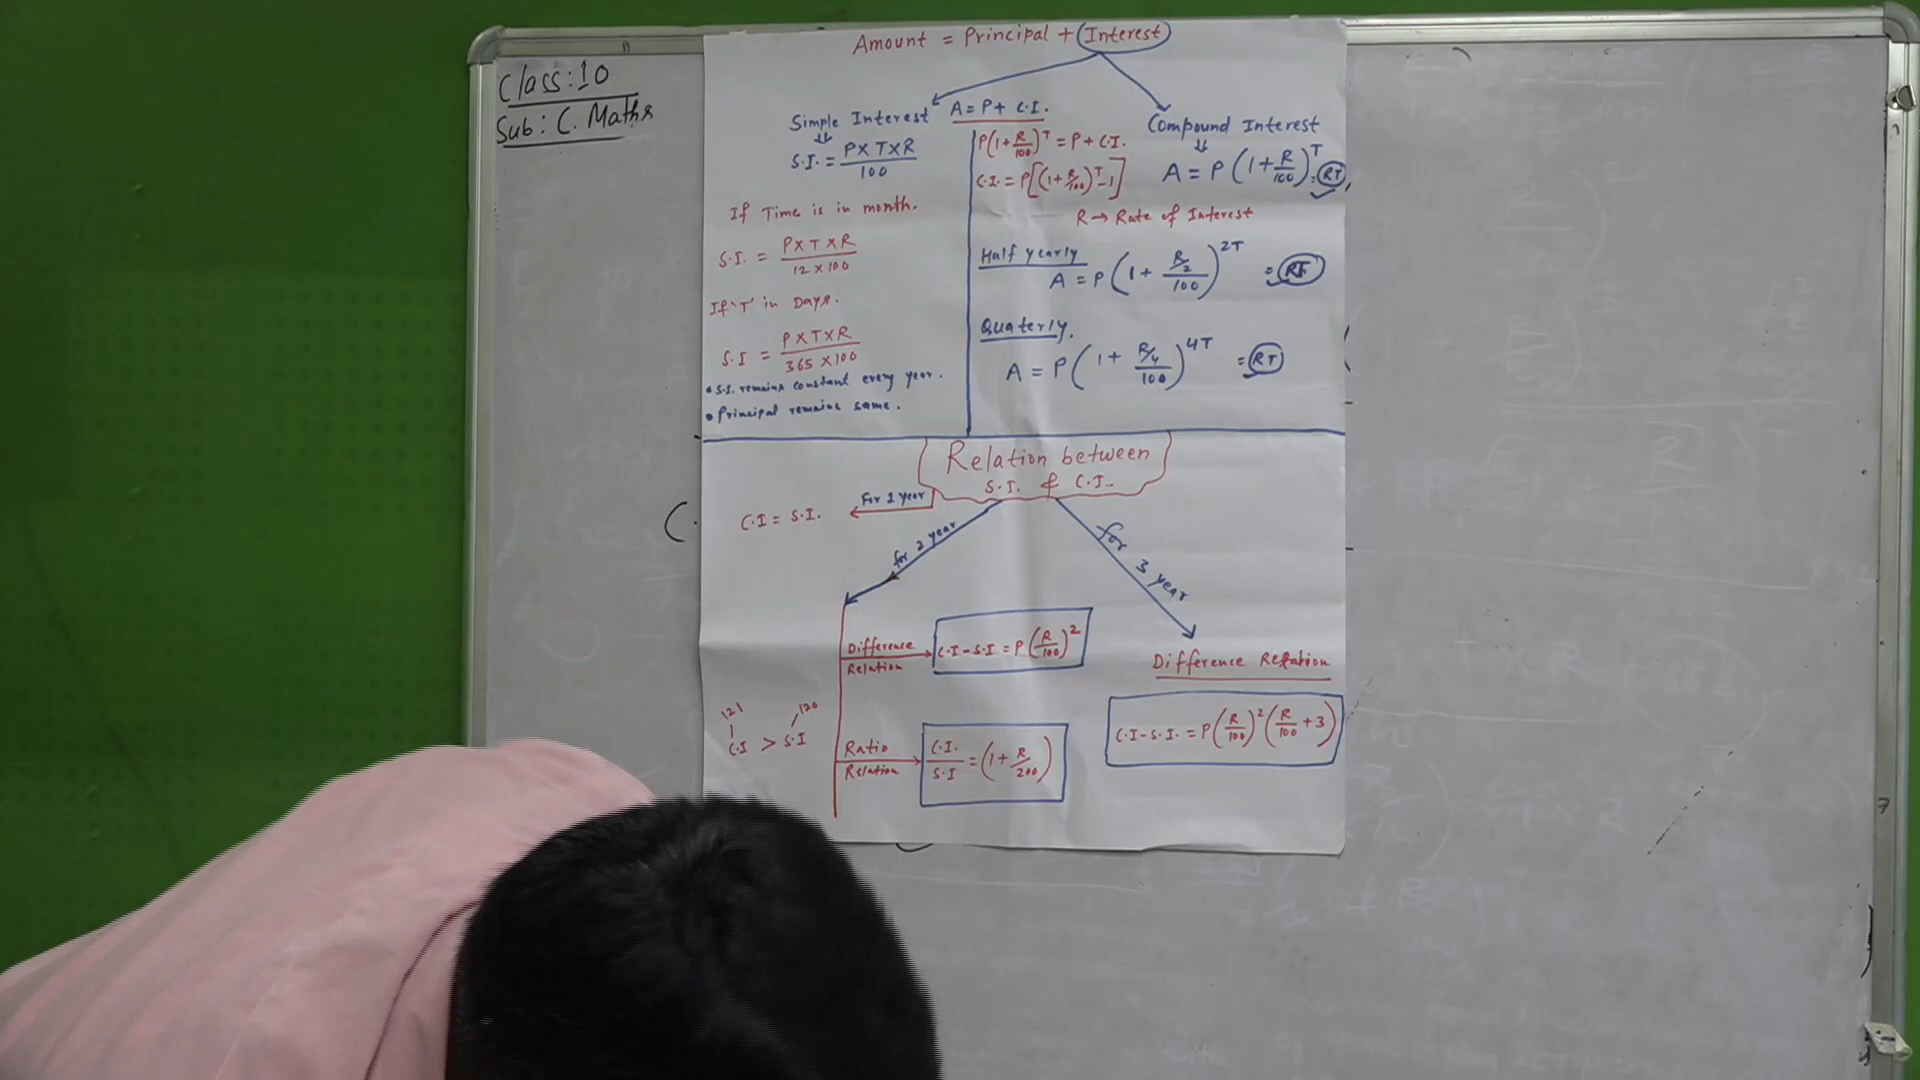 Class:10
Sub: C. Maths
Amount = Principal + Interest
Simple Interest
S.I. = P×T×R / 100
If Time is in month.
S.I. = P×T×R / 12×100
If 'T' in Days.
S.I = P×T×R / 365×100
• S.I. remains constant every year.
• Principal remains same.
A = P + C.I.
P(1+R/100)^T = P + C.I.
C.I. = P[(1+R/100)^T - 1]
Compound Interest
A = P(1+R/100)^T = RT
R → Rate of Interest
Half yearly
A = P(1 + R/2 / 100)^2T = RT
Quaterly.
A = P(1 + R/4 / 100)^4T = RT
Relation between
S.I. & C.I.
For 1 year
C.I = S.I.
for 2 year
for 3 year
Difference
Relation
C.I - S.I = P(R/100)^2
121 120
C.I > S.I
Ratio
Relation
C.I. / S.I = (1 + R/200)
Difference Relation
C.I - S.I. = P(R/100)^2 (R/100 + 3)
C.